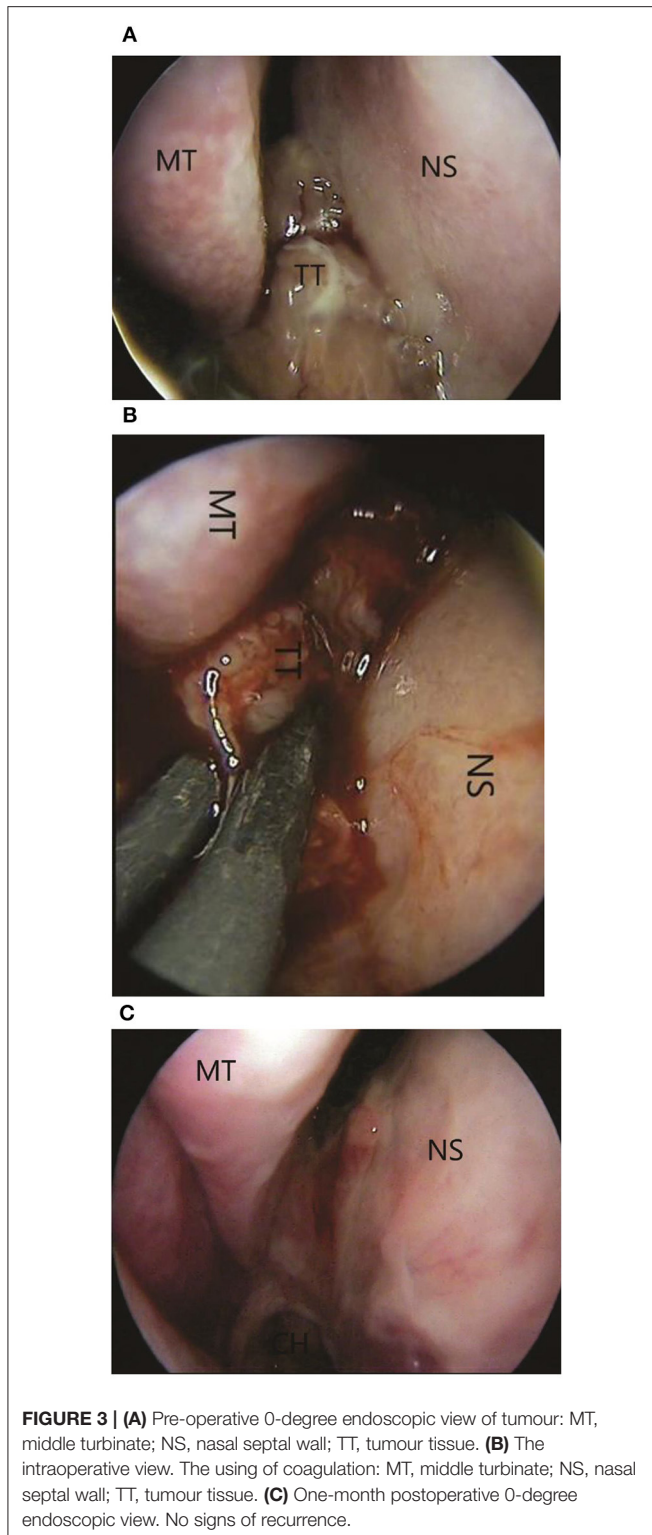 A
MT
NS
TT
B
MT
TT
NS
C
MT
NS
CH
FIGURE 3 | (A) Pre-operative 0-degree endoscopic view of tumour: MT,
middle turbinate; NS, nasal septal wall; TT, tumour tissue. (B) The
intraoperative view. The using of coagulation: MT, middle turbinate; NS, nasal
septal wall; TT, tumour tissue. (C) One-month postoperative 0-degree
endoscopic view. No signs of recurrence.